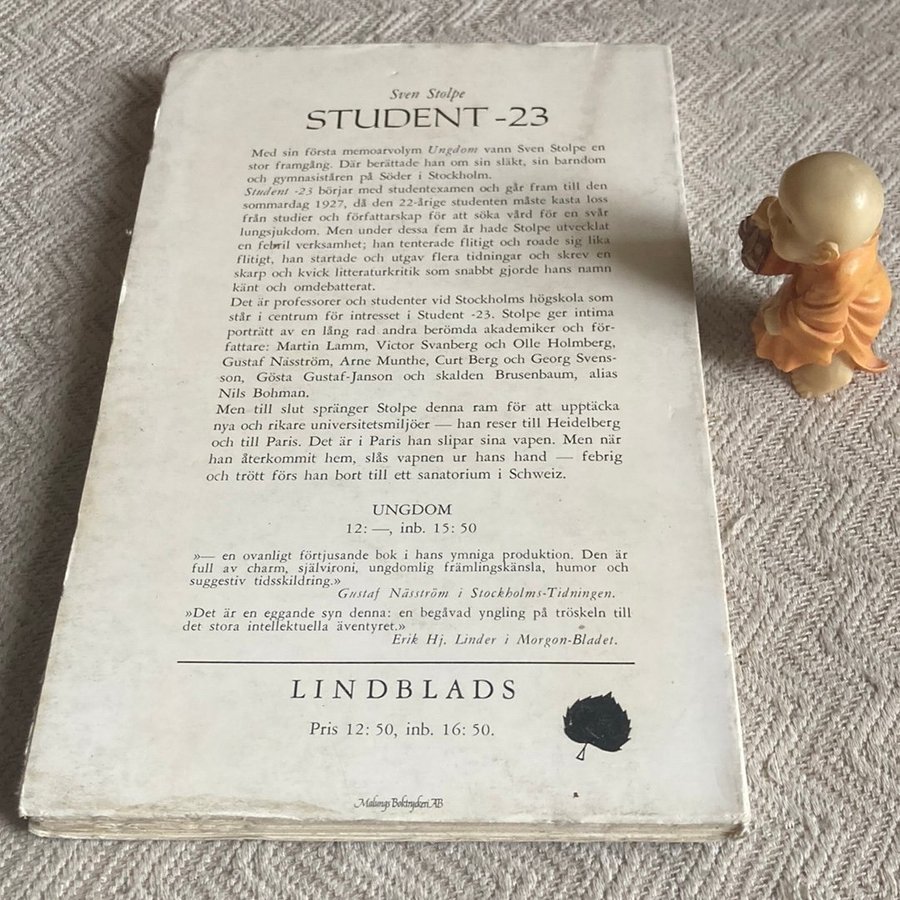 Sven Stolpe
STUDENT -23
Med sin första memoarvolym Ungdom vann Sven Stolpe en
stor framgång. Där berättade han om sin släkt, sin barndom
och gymnasiståren på Söder i Stockholm.
Student -23 börjar med studentexamen och går fram till den
sommardag 1927, då den 22-årige studenten måste kasta loss
från studier och författarskap för att söka vård för en svår
lungsjukdom. Men under dessa fem år hade Stolpe utvecklat
en febril verksamhet; han tenterade flitigt och roade sig lika
flitigt, han startade och utgav flera tidningar och skrev en
skarp och kvick litteraturkritik som snabbt gjorde hans namn
känt och omdebatterat.
Det är professorer och studenter vid Stockholms högskola som
står i centrum för intresset i Student -23. Stolpe ger intima
porträtt av en lång rad andra berömda akademiker och för-
fattare: Martin Lamm, Victor Svanberg och Olle Holmberg,
Gustaf Näsström, Arne Munthe, Curt Berg och Georg Svens-
son, Gösta Gustaf-Janson och skalden Brusenbaum, alias
Nils Bohman.
Men till slut spränger Stolpe denna ram för att upptäcka
nya och rikare universitetsmiljöer — han reser till Heidelberg
och till Paris. Det är i Paris han slipar sina vapen. Men när
han återkommit hem, slås vapnen ur hans hand — febrig
och trött förs han bort till ett sanatorium i Schweiz.
UNGDOM
12: —, inb. 15: 50
»— en ovanligt förtjusande bok i hans ymniga produktion. Den är
full av charm, självironi, ungdomlig främlingskänsla, humor och
suggestiv tidsskildring.»
Gustaf Näsström i Stockholms-Tidningen.
»Det är en eggande syn denna: en begåvad yngling på tröskeln till
det stora intellektuella äventyret.»
Erik Hj. Linder i Morgon-Bladet.
LINDBLADS
Pris 12: 50, inb. 16: 50.
Malungs Boktryckeri AB